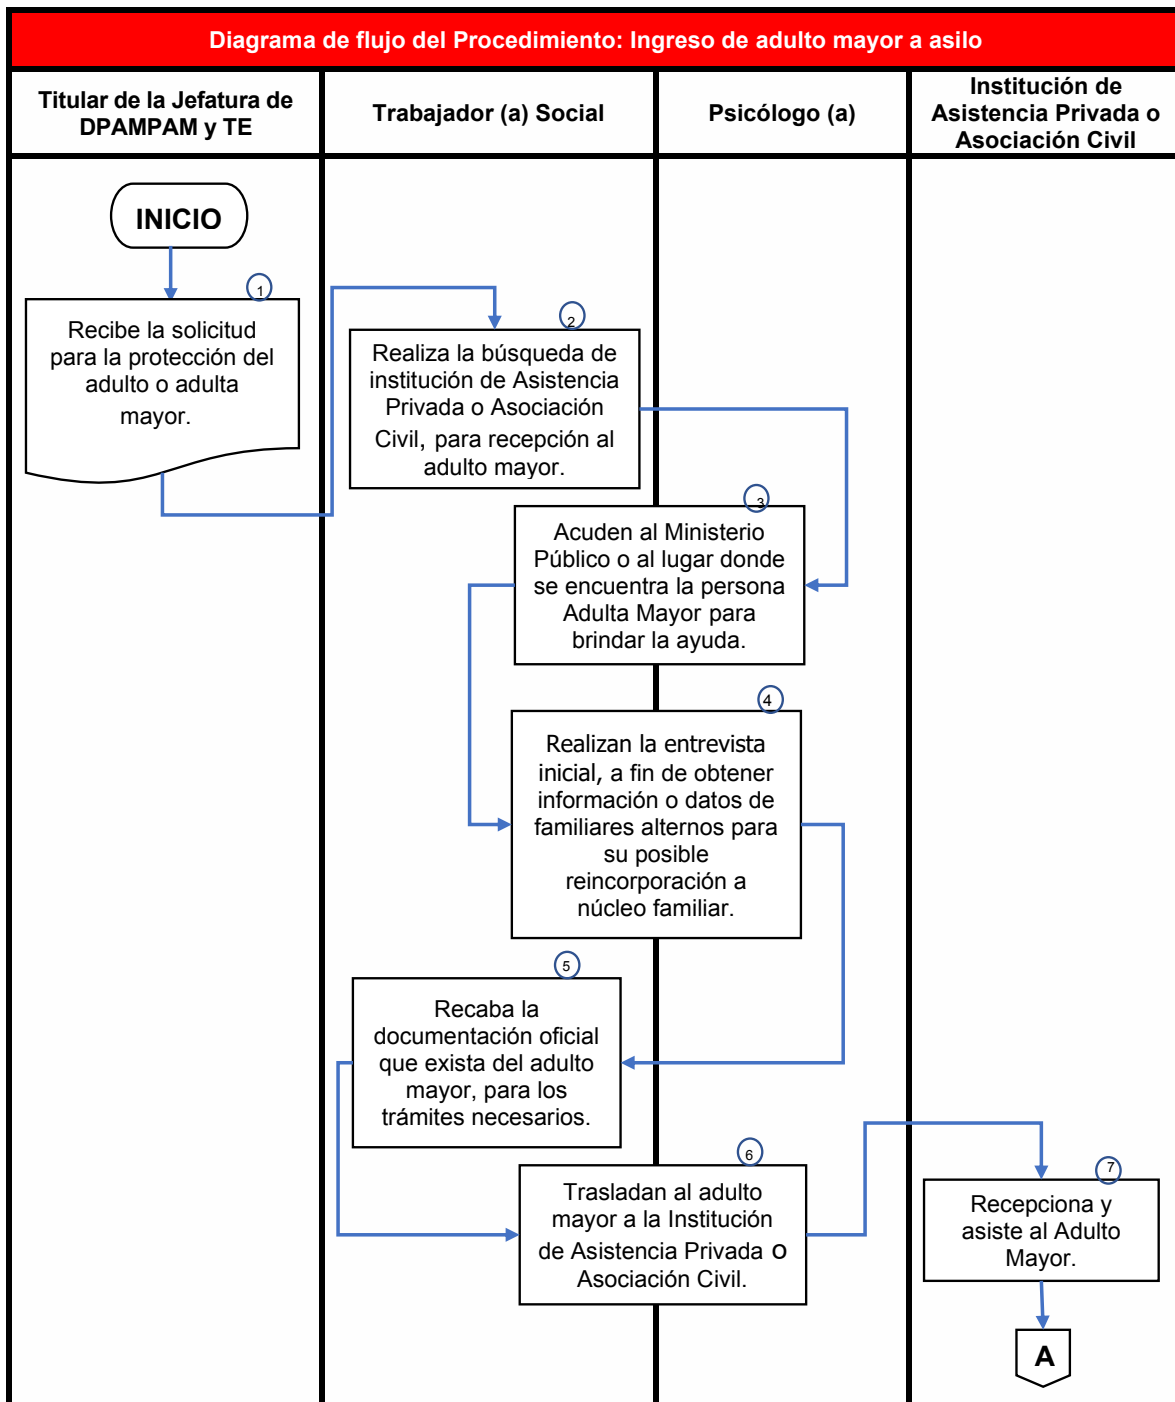 Diagrama de flujo del Procedimiento: Ingreso de adulto mayor a asilo
Titular de la Jefatura de
DPAMPAM y TE
Trabajador (a) Social
Psicólogo (a)
Institución de
Asistencia Privada o
Asociación Civil
INICIO
1
Recibe la solicitud
para la protección del
adulto o adulta
mayor.
2
Realiza la búsqueda de
institución de Asistencia
Privada o Asociación
Civil, para recepción al
adulto mayor.
3
Acuden al Ministerio
Público o al lugar donde
se encuentra la persona
Adulta Mayor para
brindar la ayuda.
4
Realizan la entrevista
inicial, a fin de obtener
información o datos de
familiares alternos para
su posible
reincorporación a
núcleo familiar.
5
Recaba la
documentación oficial
que exista del adulto
mayor, para los
trámites necesarios.
6
Trasladan al adulto
mayor a la Institución
de Asistencia Privada o
Asociación Civil.
7
Recepciona y
asiste al Adulto
Mayor.
A